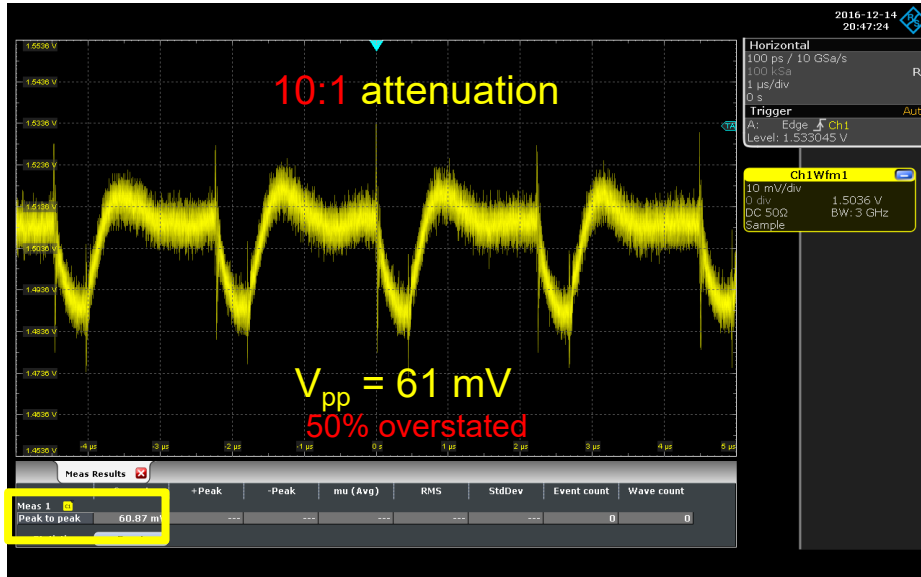 2016-12-14
20:47:24
Horizontal
100 ps / 10 GSa/s
100 kSa R
1 µs/div
0 s
Trigger Aut
A: Edge Ch1
Level: 1.533045 V
TA
Ch1Wfm1
10 mV/div
0 div 1.5036 V
DC 50Ω BW: 3 GHz
Sample
1.5536 V
1.5436 V
1.5336 V
1.5236 V
1.5136 V
1.5036 V
1.4936 V
1.4836 V
1.4736 V
1.4636 V
1.4536 V
10:1 attenuation
Vpp = 61 mV
50% overstated
-4 µs -3 µs -2 µs -1 µs 0 s 1 µs 2 µs 3 µs 4 µs 5 µs
Meas Results
+Peak -Peak mu (Avg) RMS StdDev Event count Wave count
Meas 1
Peak to peak 60.87 mV --- --- --- --- --- 0 0